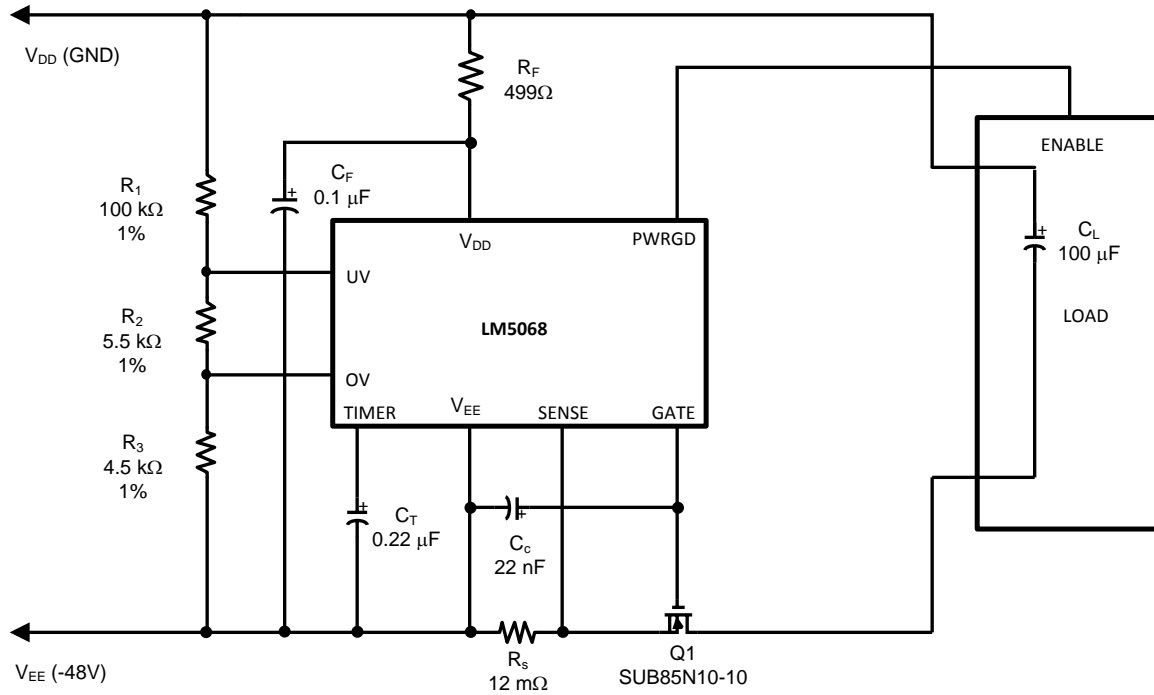 V_DD (GND)
R_F
499Ω
ENABLE
C_F
0.1 μF
R_1
100 kΩ
1%
V_DD
PWRGD
C_L
100 μF
UV
R_2
5.5 kΩ
1%
LM5068
LOAD
OV
TIMER
V_EE
SENSE
GATE
R_3
4.5 kΩ
1%
C_T
0.22 μF
C_c
22 nF
V_EE (-48V)
R_s
12 mΩ
Q1
SUB85N10-10